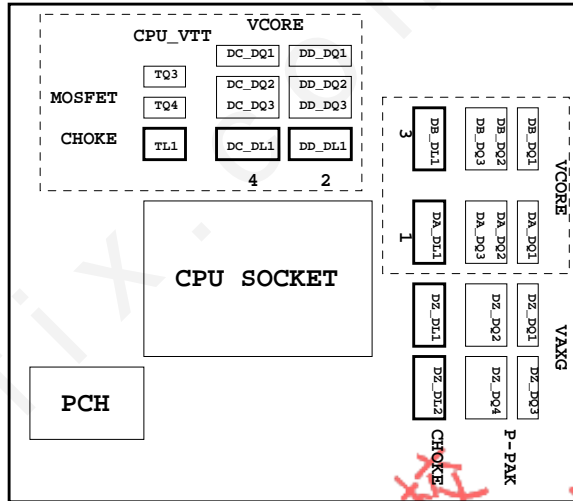 VCORE
CPU_VTT
DC_DQ1
DD_DQ1
TQ3
DC_DQ2
DD_DQ2
MOSFET
TQ4
DC_DQ3
DD_DQ3
CHOKE
TL1
DC_DL1
DD_DL1
4
2
3
DB_DL1
DB_DQ3
DB_DQ2
DB_DQ1
VCORE
1
DA_DL1
DA_DQ3
DA_DQ2
DA_DQ1
CPU SOCKET
DZ_DL1
DZ_DQ2
DZ_DQ1
VAXG
PCH
DZ_DL2
DZ_DQ4
DZ_DQ3
CHOKE
P-PAK